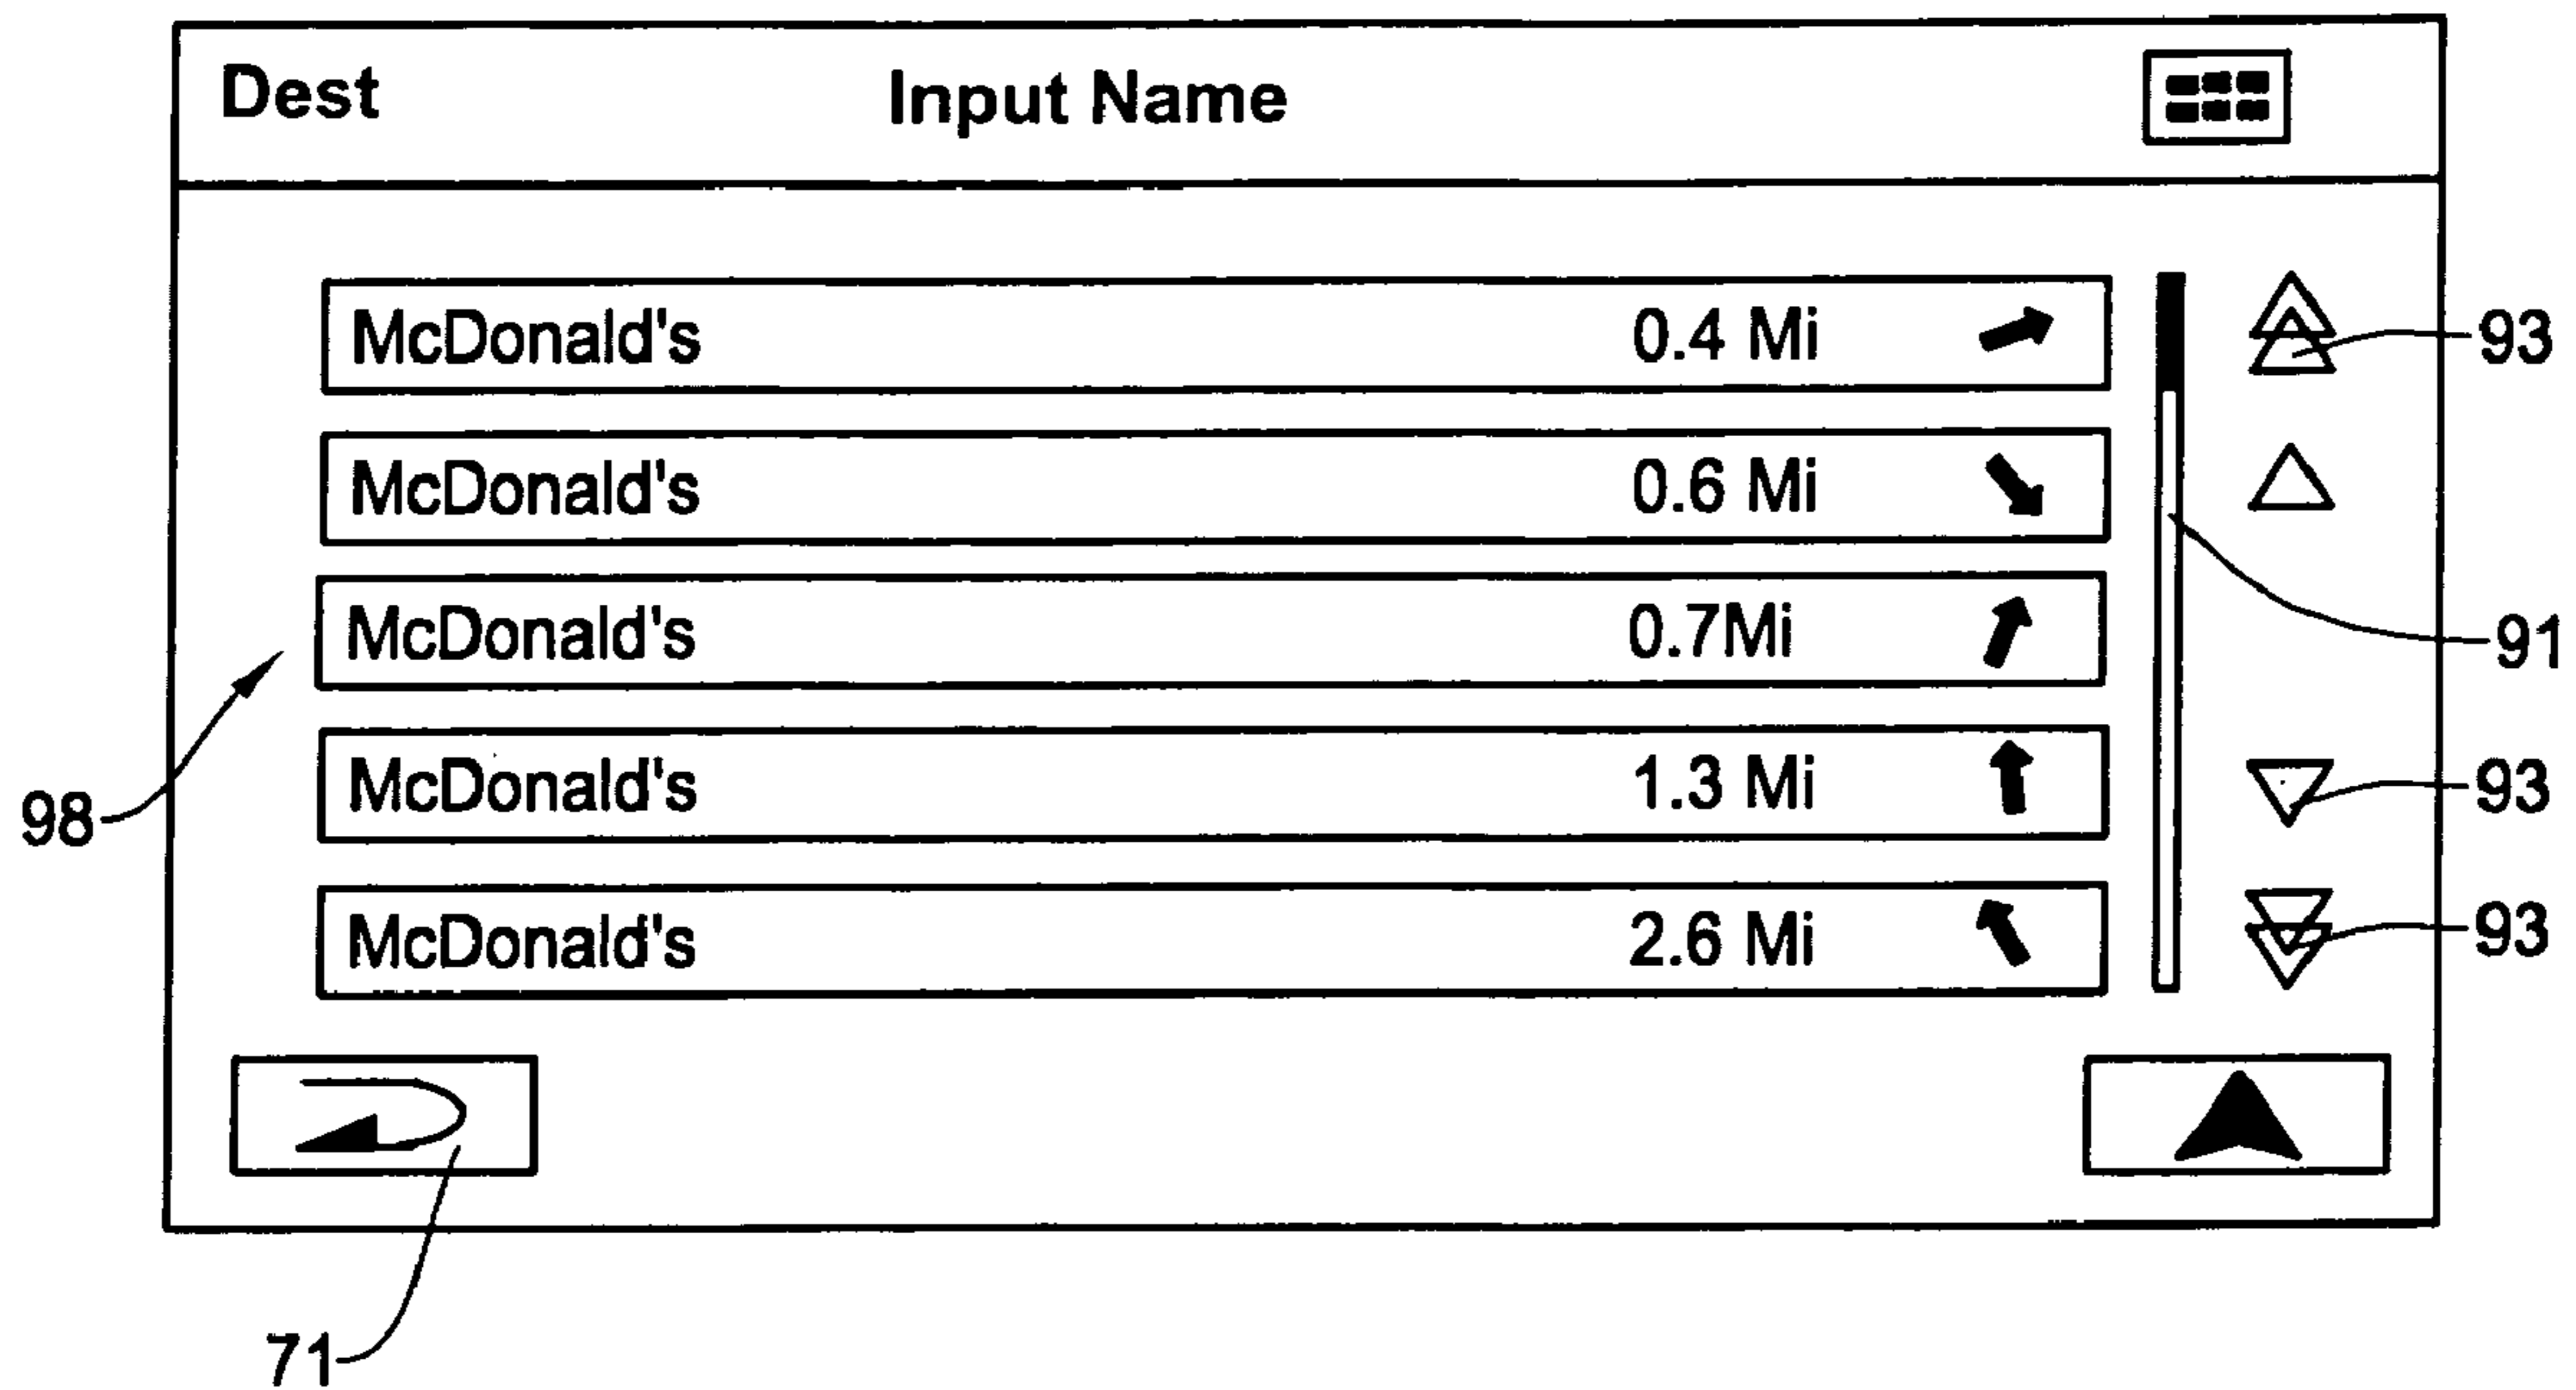 Dest Input Name
McDonald's 0.4 Mi
93
McDonald's 0.6 Mi
McDonald's 0.7Mi
91
McDonald's 1.3 Mi
93
98
McDonald's 2.6 Mi
93
71